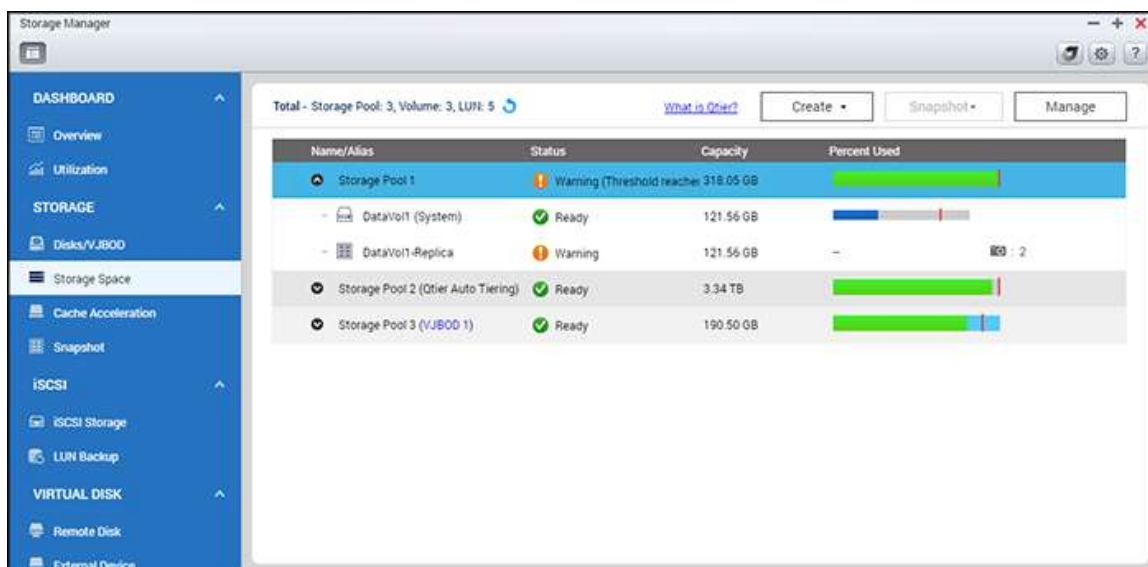 Storage Manager
DASHBOARD
Overview
Utilization
STORAGE
Disks/VJBOD
Storage Space
Cache Acceleration
Snapshot
iSCSI
iSCSI Storage
LUN Backup
VIRTUAL DISK
Remote Disk
External Device
Total - Storage Pool: 3, Volume: 3, LUN: 5 What is Qtier? Create Snapshot Manage
Name/Alias Status Capacity Percent Used
Storage Pool 1 Warning (Threshold reached 318.05 GB
DataVol1 (System) Ready 121.56 GB
DataVol1-Replica Warning 121.56 GB -- : 2
Storage Pool 2 (Qtier Auto Tiering) Ready 3.34 TB
Storage Pool 3 (VJBOD 1) Ready 190.50 GB